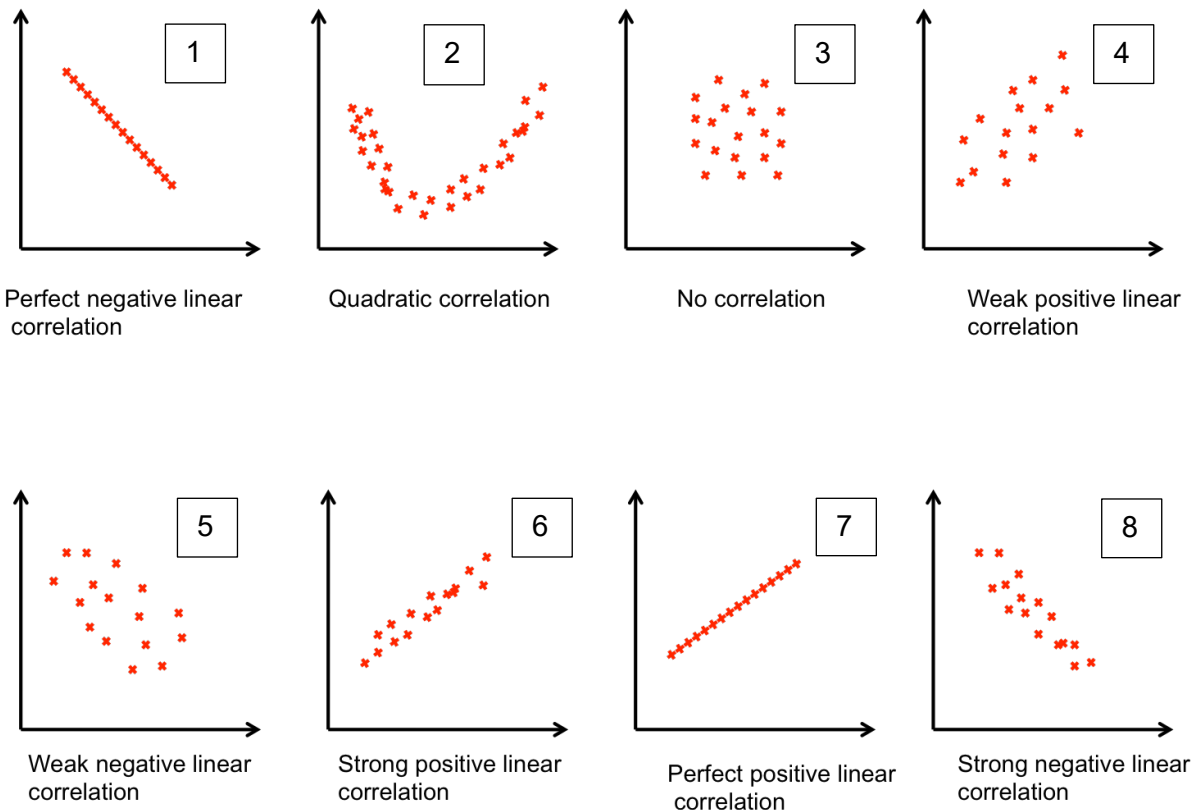 1
2
3
4
Perfect negative linear
correlation
Quadratic correlation
No correlation
Weak positive linear
correlation
5
6
7
8
Weak negative linear
correlation
Strong positive linear
correlation
Perfect positive linear
correlation
Strong negative linear
correlation